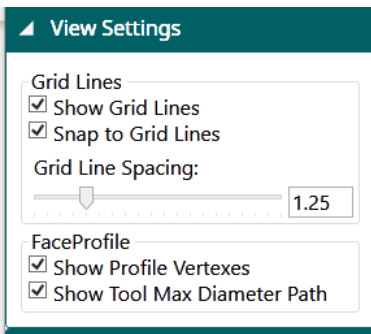 View Settings
Grid Lines
Show Grid Lines
Snap to Grid Lines
Grid Line Spacing:
1.25
FaceProfile
Show Profile Vertexes
Show Tool Max Diameter Path